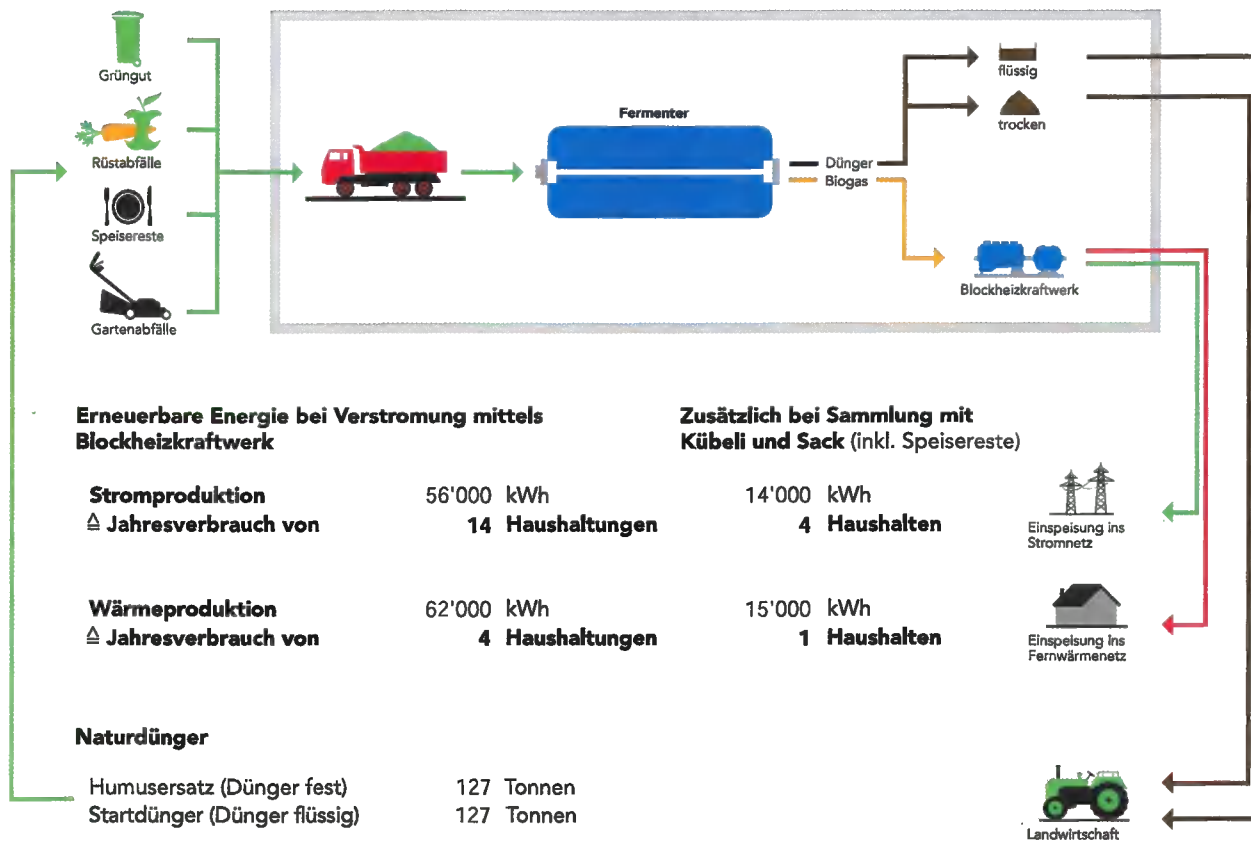 Grüngut
Rüstabfälle
Speisereste
Gartenabfälle
Fermenter
Dünger
Biogas
flüssig
trocken
Blockheizkraftwerk
Erneuerbare Energie bei Verstromung mittels
Blockheizkraftwerk
Zusätzlich bei Sammlung mit
Kübeli und Sack (inkl. Speisereste)
Stromproduktion 56'000 kWh 14'000 kWh
≙ Jahresverbrauch von 14 Haushaltungen 4 Haushalten
Einspeisung ins
Stromnetz
Wärmeproduktion 62'000 kWh 15'000 kWh
≙ Jahresverbrauch von 4 Haushaltungen 1 Haushalten
Einspeisung ins
Fernwärmenetz
Naturdünger
Humusersatz (Dünger fest) 127 Tonnen
Startdünger (Dünger flüssig) 127 Tonnen
Landwirtschaft